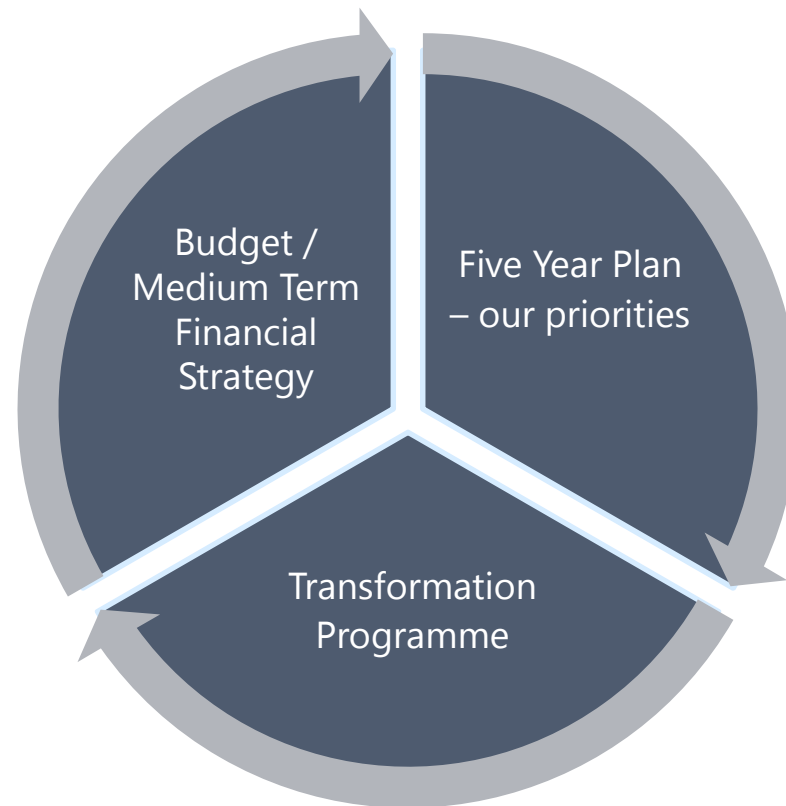 Budget /
Medium Term
Financial
Strategy
Five Year Plan
– our priorities
Transformation
Programme